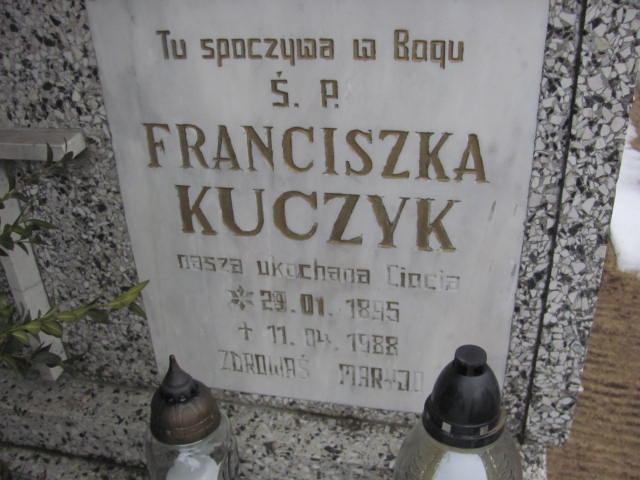 Tu spoczywa w Bogu
Ś. P.
FRANCISZKA
KUCZYK
nasza ukochana Ciocia
* 29.01.1895
+ 11.04.1988
ZDROWAŚ MARYJO